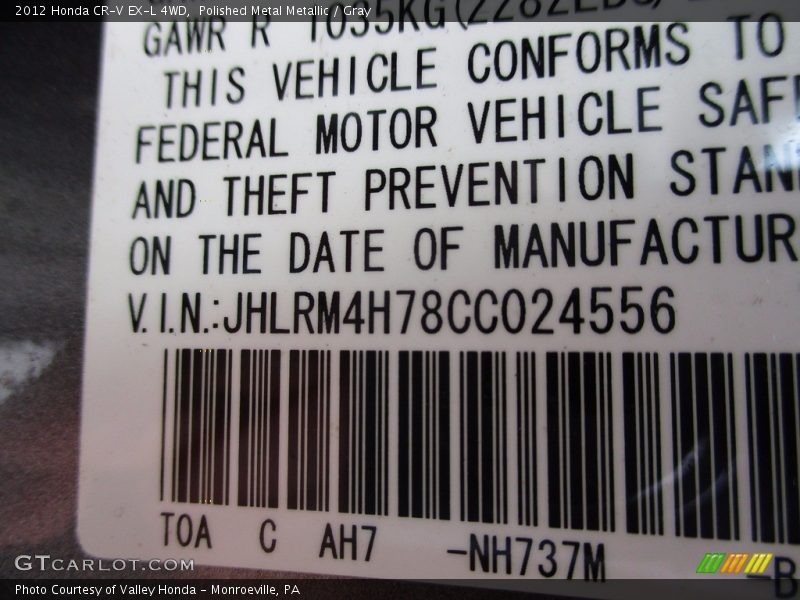 2012 Honda CR-V EX-L 4WD, Polished Metal Metallic / Gray
GAWR R 1035KG(2282LBS)
THIS VEHICLE CONFORMS TO
FEDERAL MOTOR VEHICLE SAF
AND THEFT PREVENTION STAN
ON THE DATE OF MANUFACTUR
V.I.N.:JHLRM4H78CC024556
TOA C AH7 -NH737M -B
GTCARLOT.COM
Photo Courtesy of Valley Honda - Monroeville, PA